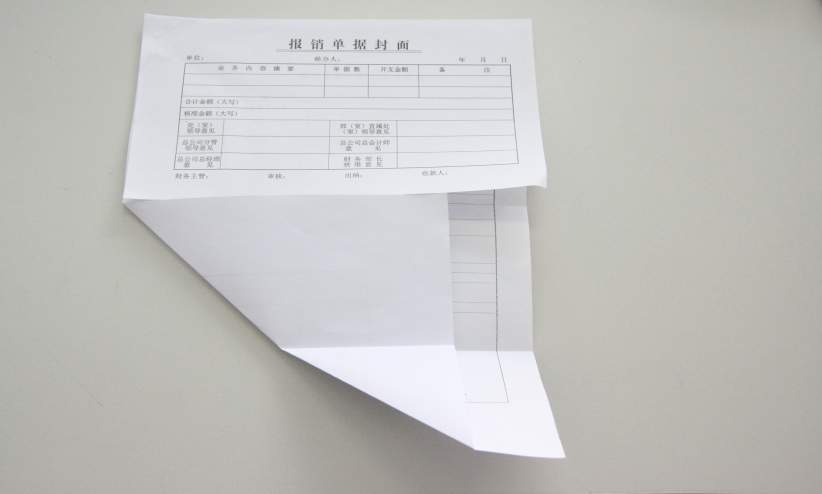 报销单据封面
单位： 经办人： 年 月 日
业务内容摘要 单据数 开支金额 备 注
合计金额（大写）
核准金额（大写）
处（室）领导意见 部（室）直属处（室）领导意见
总公司分管领导意见 总公司总会计师意 见
总公司总经理意 见 财务部长核准意见
财务主管： 审核： 出纳： 收款人：